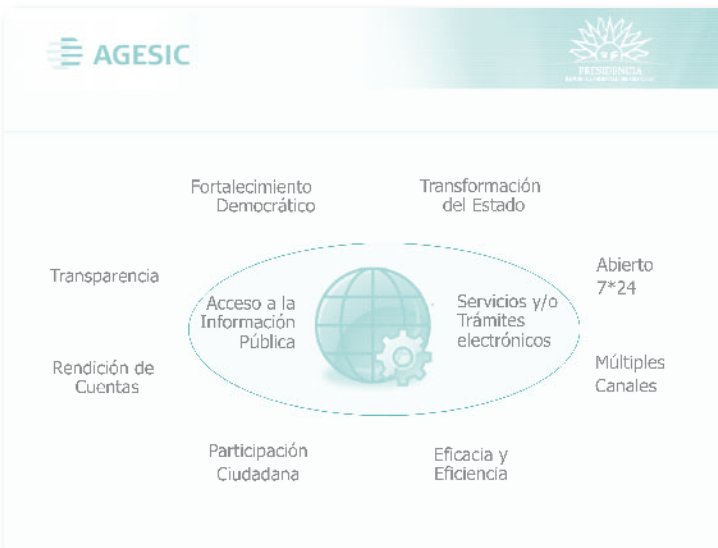 AGESIC
PRESIDENCIA
Fortalecimiento
Democrático
Transformación
del Estado
Transparencia
Abierto
7*24
Acceso a la
Información
Pública
Servicios y/o
Trámites
electrónicos
Rendición de
Cuentas
Múltiples
Canales
Participación
Ciudadana
Eficacia y
Eficiencia